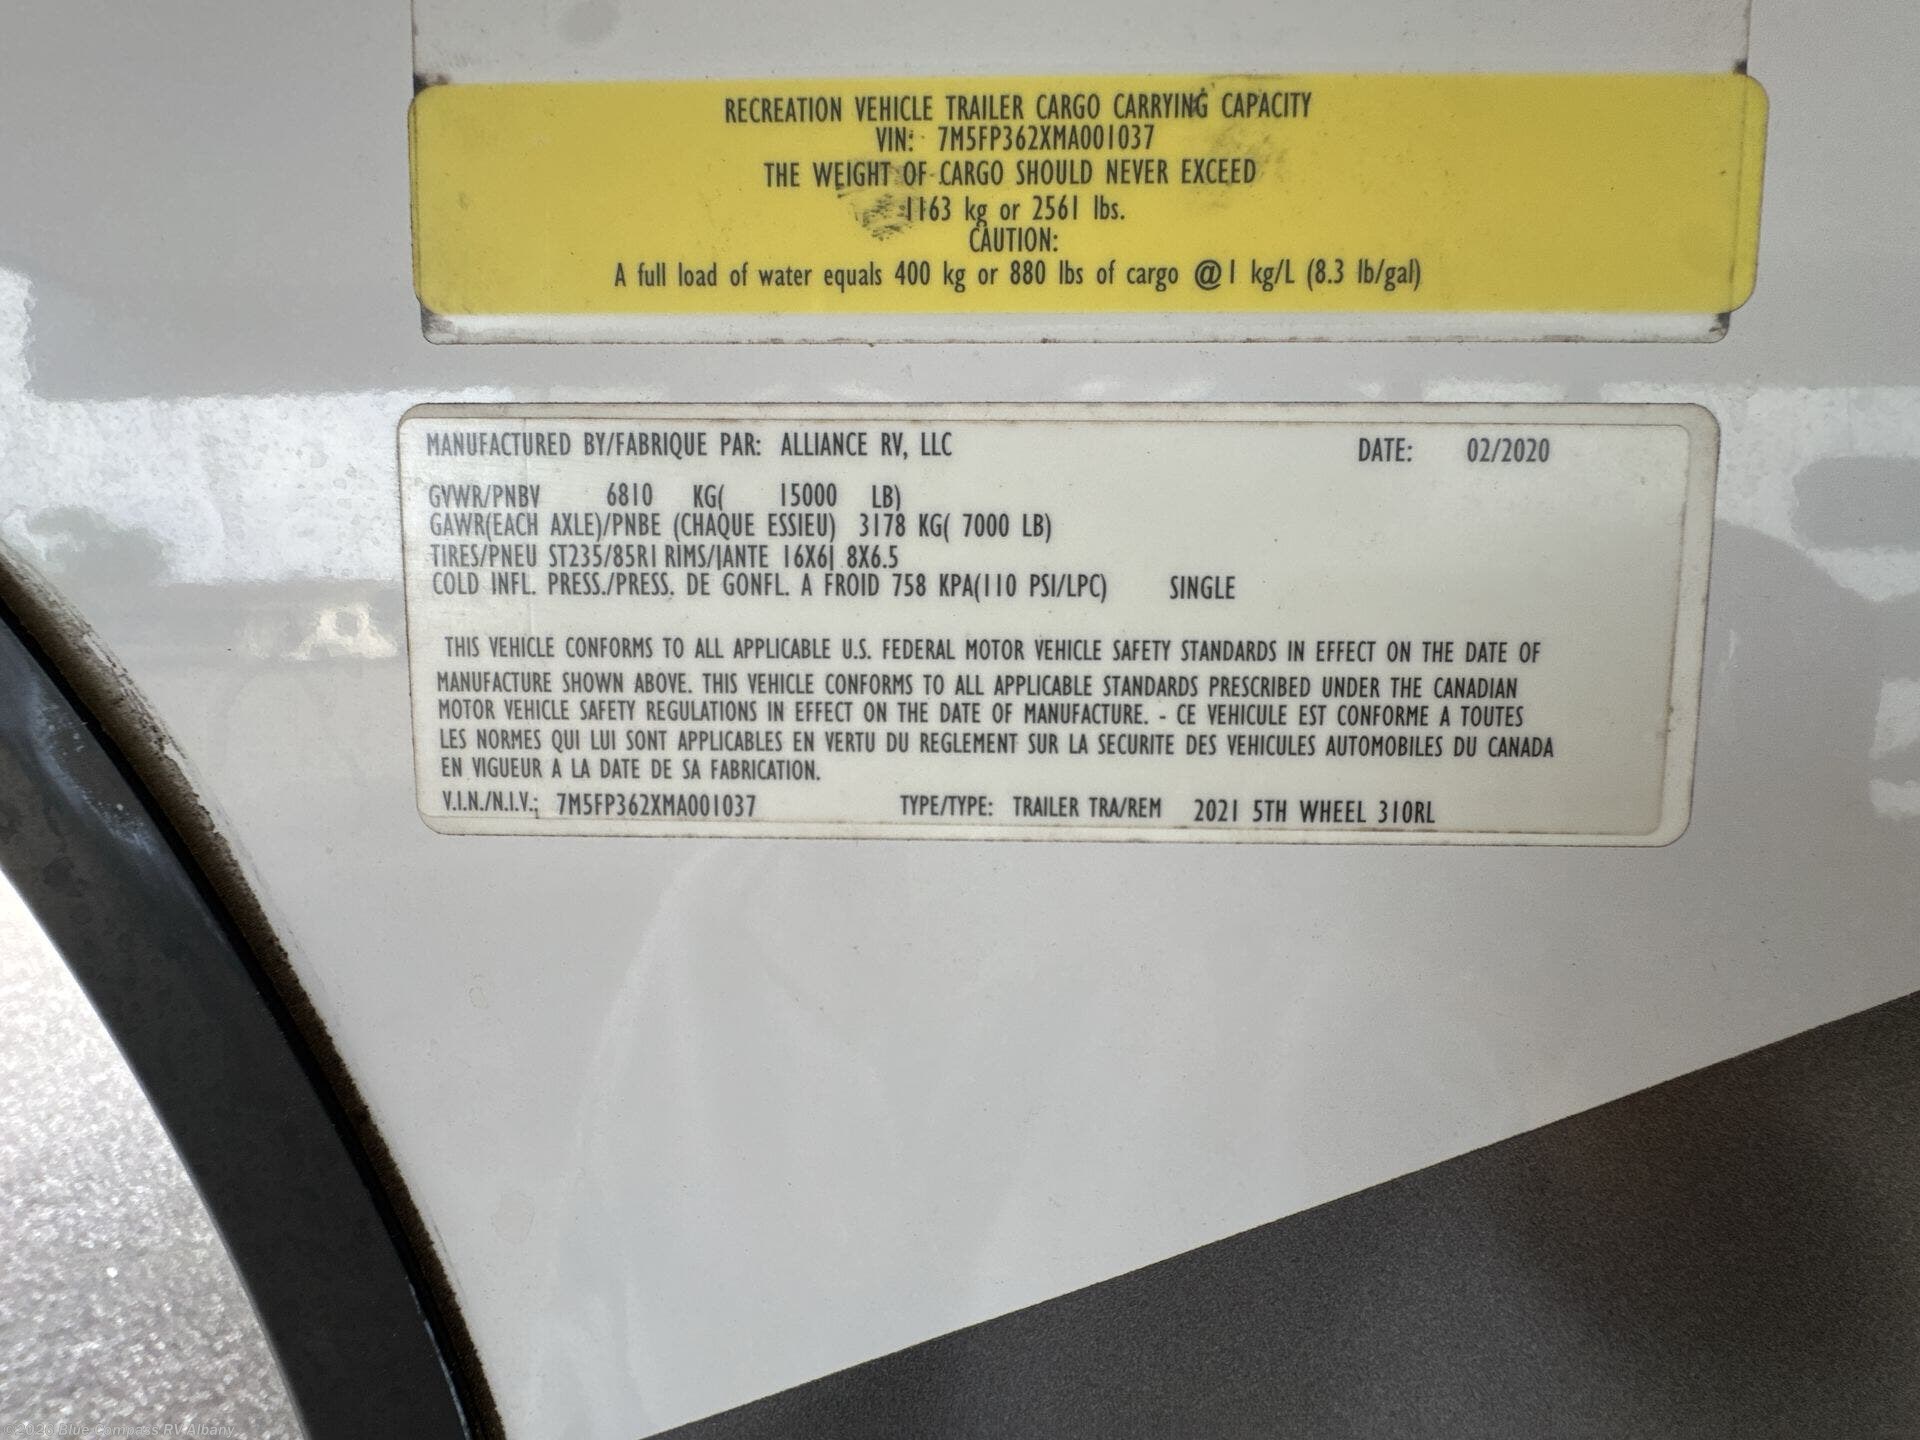 RECREATION VEHICLE TRAILER CARGO CARRYING CAPACITY
VIN: 7M5FP362XMA001037
THE WEIGHT OF CARGO SHOULD NEVER EXCEED
1163 kg or 2561 lbs.
CAUTION:
A full load of water equals 400 kg or 880 lbs of cargo @ 1 kg/L (8.3 lb/gal)
MANUFACTURED BY/FABRIQUE PAR: ALLIANCE RV, LLC DATE: 02/2020
GVWR/PNBV 6810 KG( 15000 LB)
GAWR(EACH AXLE)/PNBE (CHAQUE ESSIEU) 3178 KG( 7000 LB)
TIRES/PNEU ST235/85R1 RIMS/JANTE 16X6| 8X6.5
COLD INFL. PRESS./PRESS. DE GONFL. A FROID 758 KPA(110 PSI/LPC) SINGLE
THIS VEHICLE CONFORMS TO ALL APPLICABLE U.S. FEDERAL MOTOR VEHICLE SAFETY STANDARDS IN EFFECT ON THE DATE OF
MANUFACTURE SHOWN ABOVE. THIS VEHICLE CONFORMS TO ALL APPLICABLE STANDARDS PRESCRIBED UNDER THE CANADIAN
MOTOR VEHICLE SAFETY REGULATIONS IN EFFECT ON THE DATE OF MANUFACTURE. - CE VEHICULE EST CONFORME A TOUTES
LES NORMES QUI LUI SONT APPLICABLES EN VERTU DU REGLEMENT SUR LA SECURITE DES VEHICULES AUTOMOBILES DU CANADA
EN VIGUEUR A LA DATE DE SA FABRICATION.
V.I.N./N.I.V.: 7M5FP362XMA001037 TYPE/TYPE: TRAILER TRA/REM 2021 5TH WHEEL 310RL
©2026 Blue Compass RV Albany